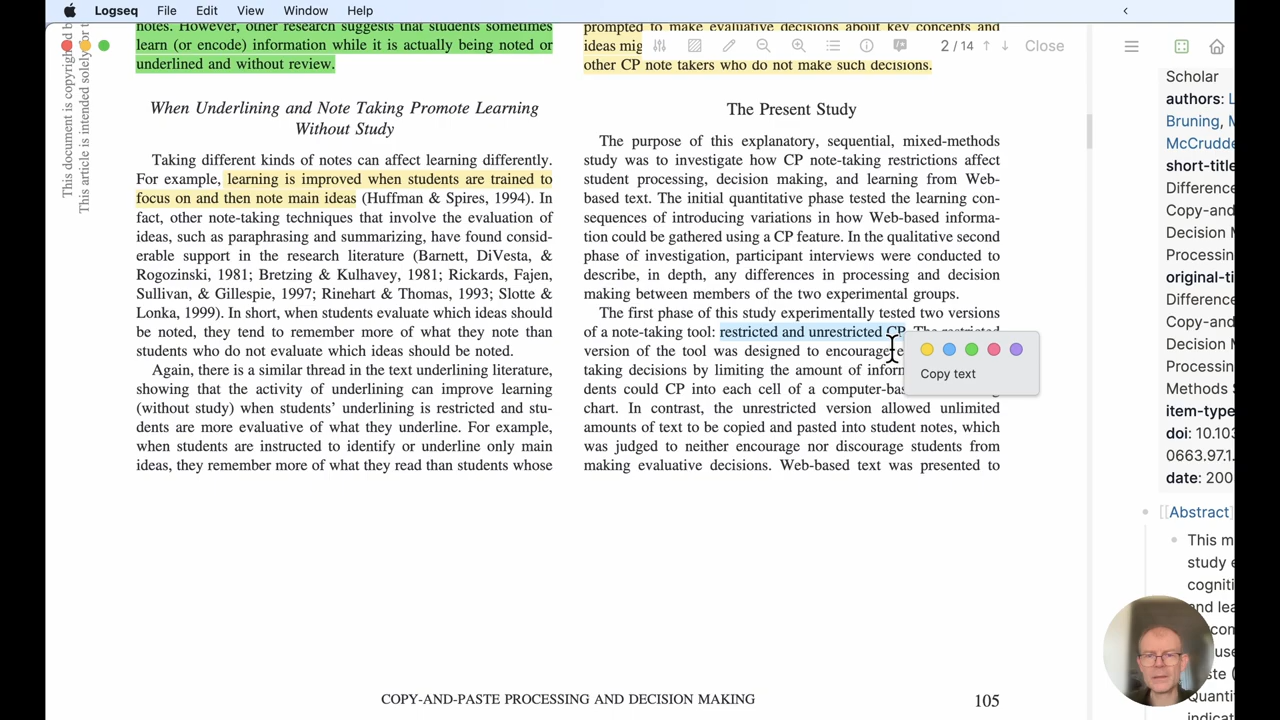 Logseq File Edit View Window Help
This document is copyrighted b
This article is intended solely for t
notes. However, other research suggests that students sometimes
learn (or encode) information while it is actually being noted or
underlined and without review.
When Underlining and Note Taking Promote Learning
Without Study
Taking different kinds of notes can affect learning differently.
For example, learning is improved when students are trained to
focus on and then note main ideas (Huffman & Spires, 1994). In
fact, other note-taking techniques that involve the evaluation of
ideas, such as paraphrasing and summarizing, have found consid-
erable support in the research literature (Barnett, DiVesta, &
Rogozinski, 1981; Bretzing & Kulhavey, 1981; Rickards, Fajen,
Sullivan, & Gillespie, 1997; Rinehart & Thomas, 1993; Slotte &
Lonka, 1999). In short, when students evaluate which ideas should
be noted, they tend to remember more of what they note than
students who do not evaluate which ideas should be noted.
Again, there is a similar thread in the text underlining literature,
showing that the activity of underlining can improve learning
(without study) when students’ underlining is restricted and stu-
dents are more evaluative of what they underline. For example,
when students are instructed to identify or underline only main
ideas, they remember more of what they read than students whose
prompted to make evaluative decisions about key concepts and
ideas mig
2 / 14 Close
other CP note takers who do not make such decisions.
The Present Study
The purpose of this explanatory, sequential, mixed-methods
study was to investigate how CP note-taking restrictions affect
student processing, decision making, and learning from Web-
based text. The initial quantitative phase tested the learning con-
sequences of introducing variations in how Web-based informa-
tion could be gathered using a CP feature. In the qualitative second
phase of investigation, participant interviews were conducted to
describe, in depth, any differences in processing and decision
making between members of the two experimental groups.
The first phase of this study experimentally tested two versions
of a note-taking tool: restricted and unrestricted CP. The restricted
version of the tool was designed to encourage e
taking decisions by limiting the amount of inform
dents could CP into each cell of a computer-bas
chart. In contrast, the unrestricted version allowed unlimited
amounts of text to be copied and pasted into student notes, which
was judged to neither encourage nor discourage students from
making evaluative decisions. Web-based text was presented to
Copy text
COPY-AND-PASTE PROCESSING AND DECISION MAKING 105
Scholar
authors: L
Bruning, M
McCrudde
short-title
Difference
Copy-and
Decision M
Processin
original-ti
Difference
Copy-and
Decision M
Processin
Methods S
item-type
doi: 10.103
0663.97.1.
date: 200
[[Abstract
This m
study e
cogniti
and lea
com
use
ste (
Quanti
indicat